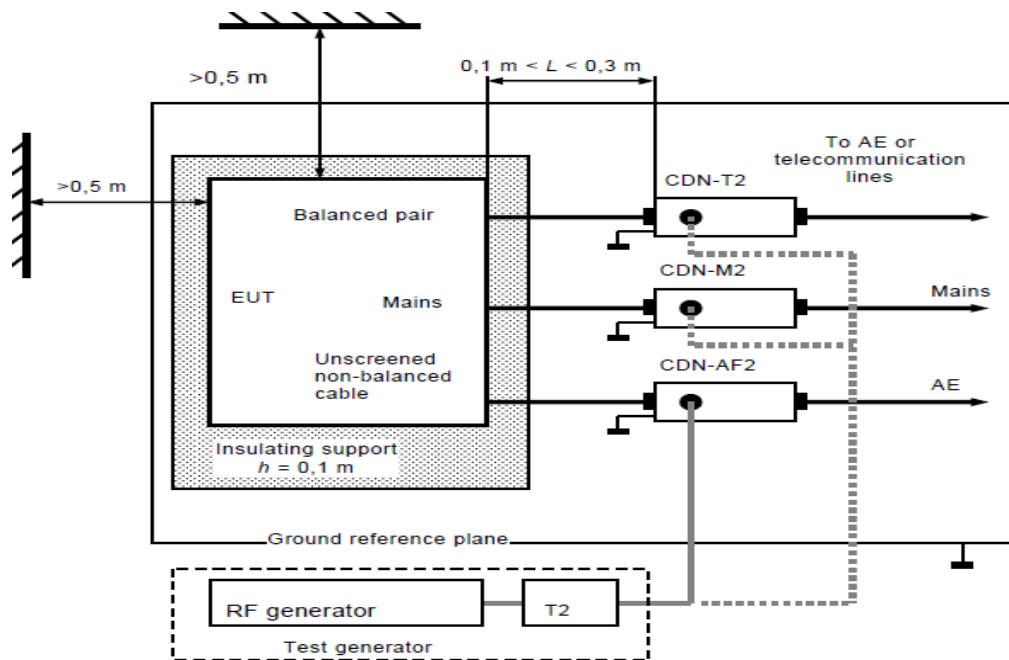 >0,5 m
0,1 m < L < 0,3 m
>0,5 m
To AE or
telecommunication
lines
CDN-T2
Balanced pair
CDN-M2
EUT
Mains
Mains
Unscreened
non-balanced
cable
CDN-AF2
AE
Insulating support
h = 0,1 m
Ground reference plane
RF generator
T2
Test generator